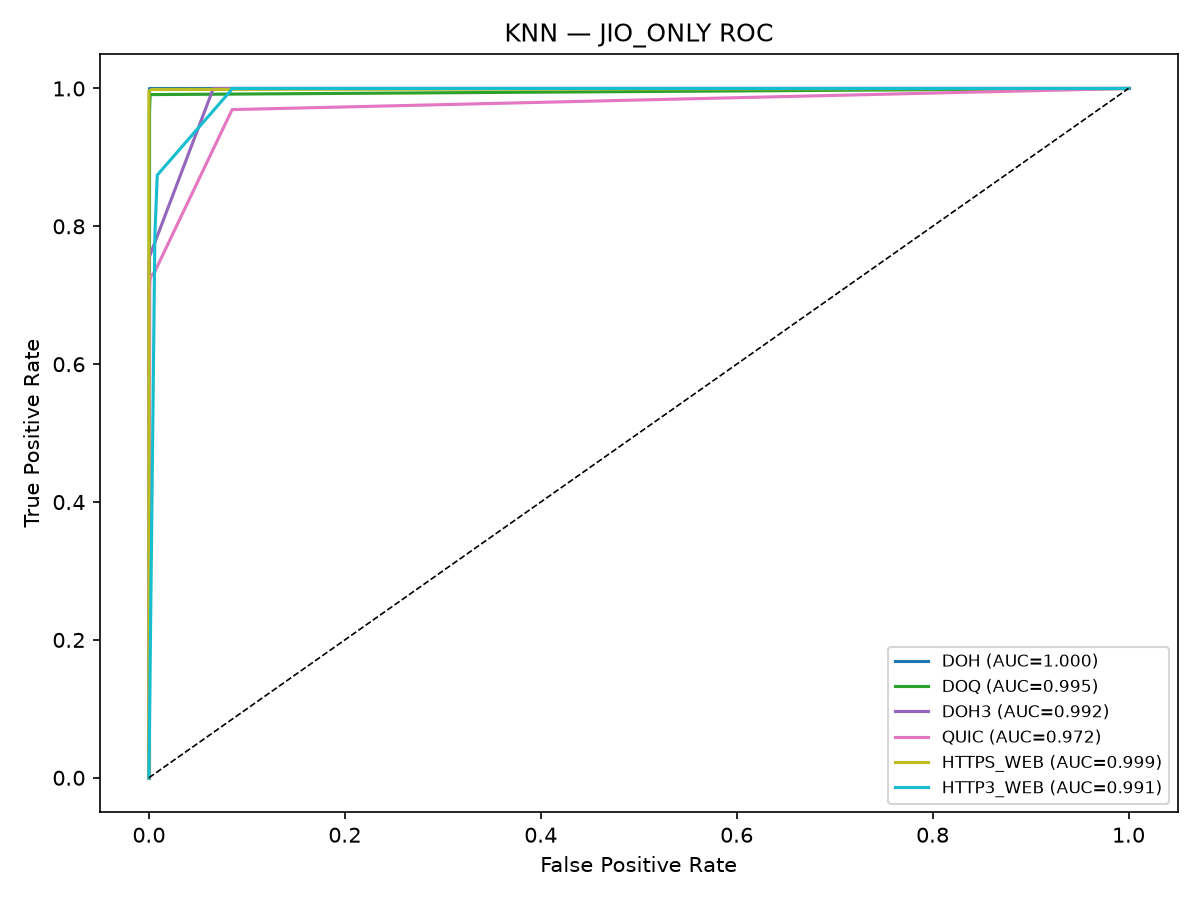 KNN — JIO_ONLY ROC
True Positive Rate
1.0
0.8
0.6
0.4
0.2
0.0
DOH (AUC=1.000)
DOQ (AUC=0.995)
DOH3 (AUC=0.992)
QUIC (AUC=0.972)
HTTPS_WEB (AUC=0.999)
HTTP3_WEB (AUC=0.991)
0.0 0.2 0.4 0.6 0.8 1.0
False Positive Rate